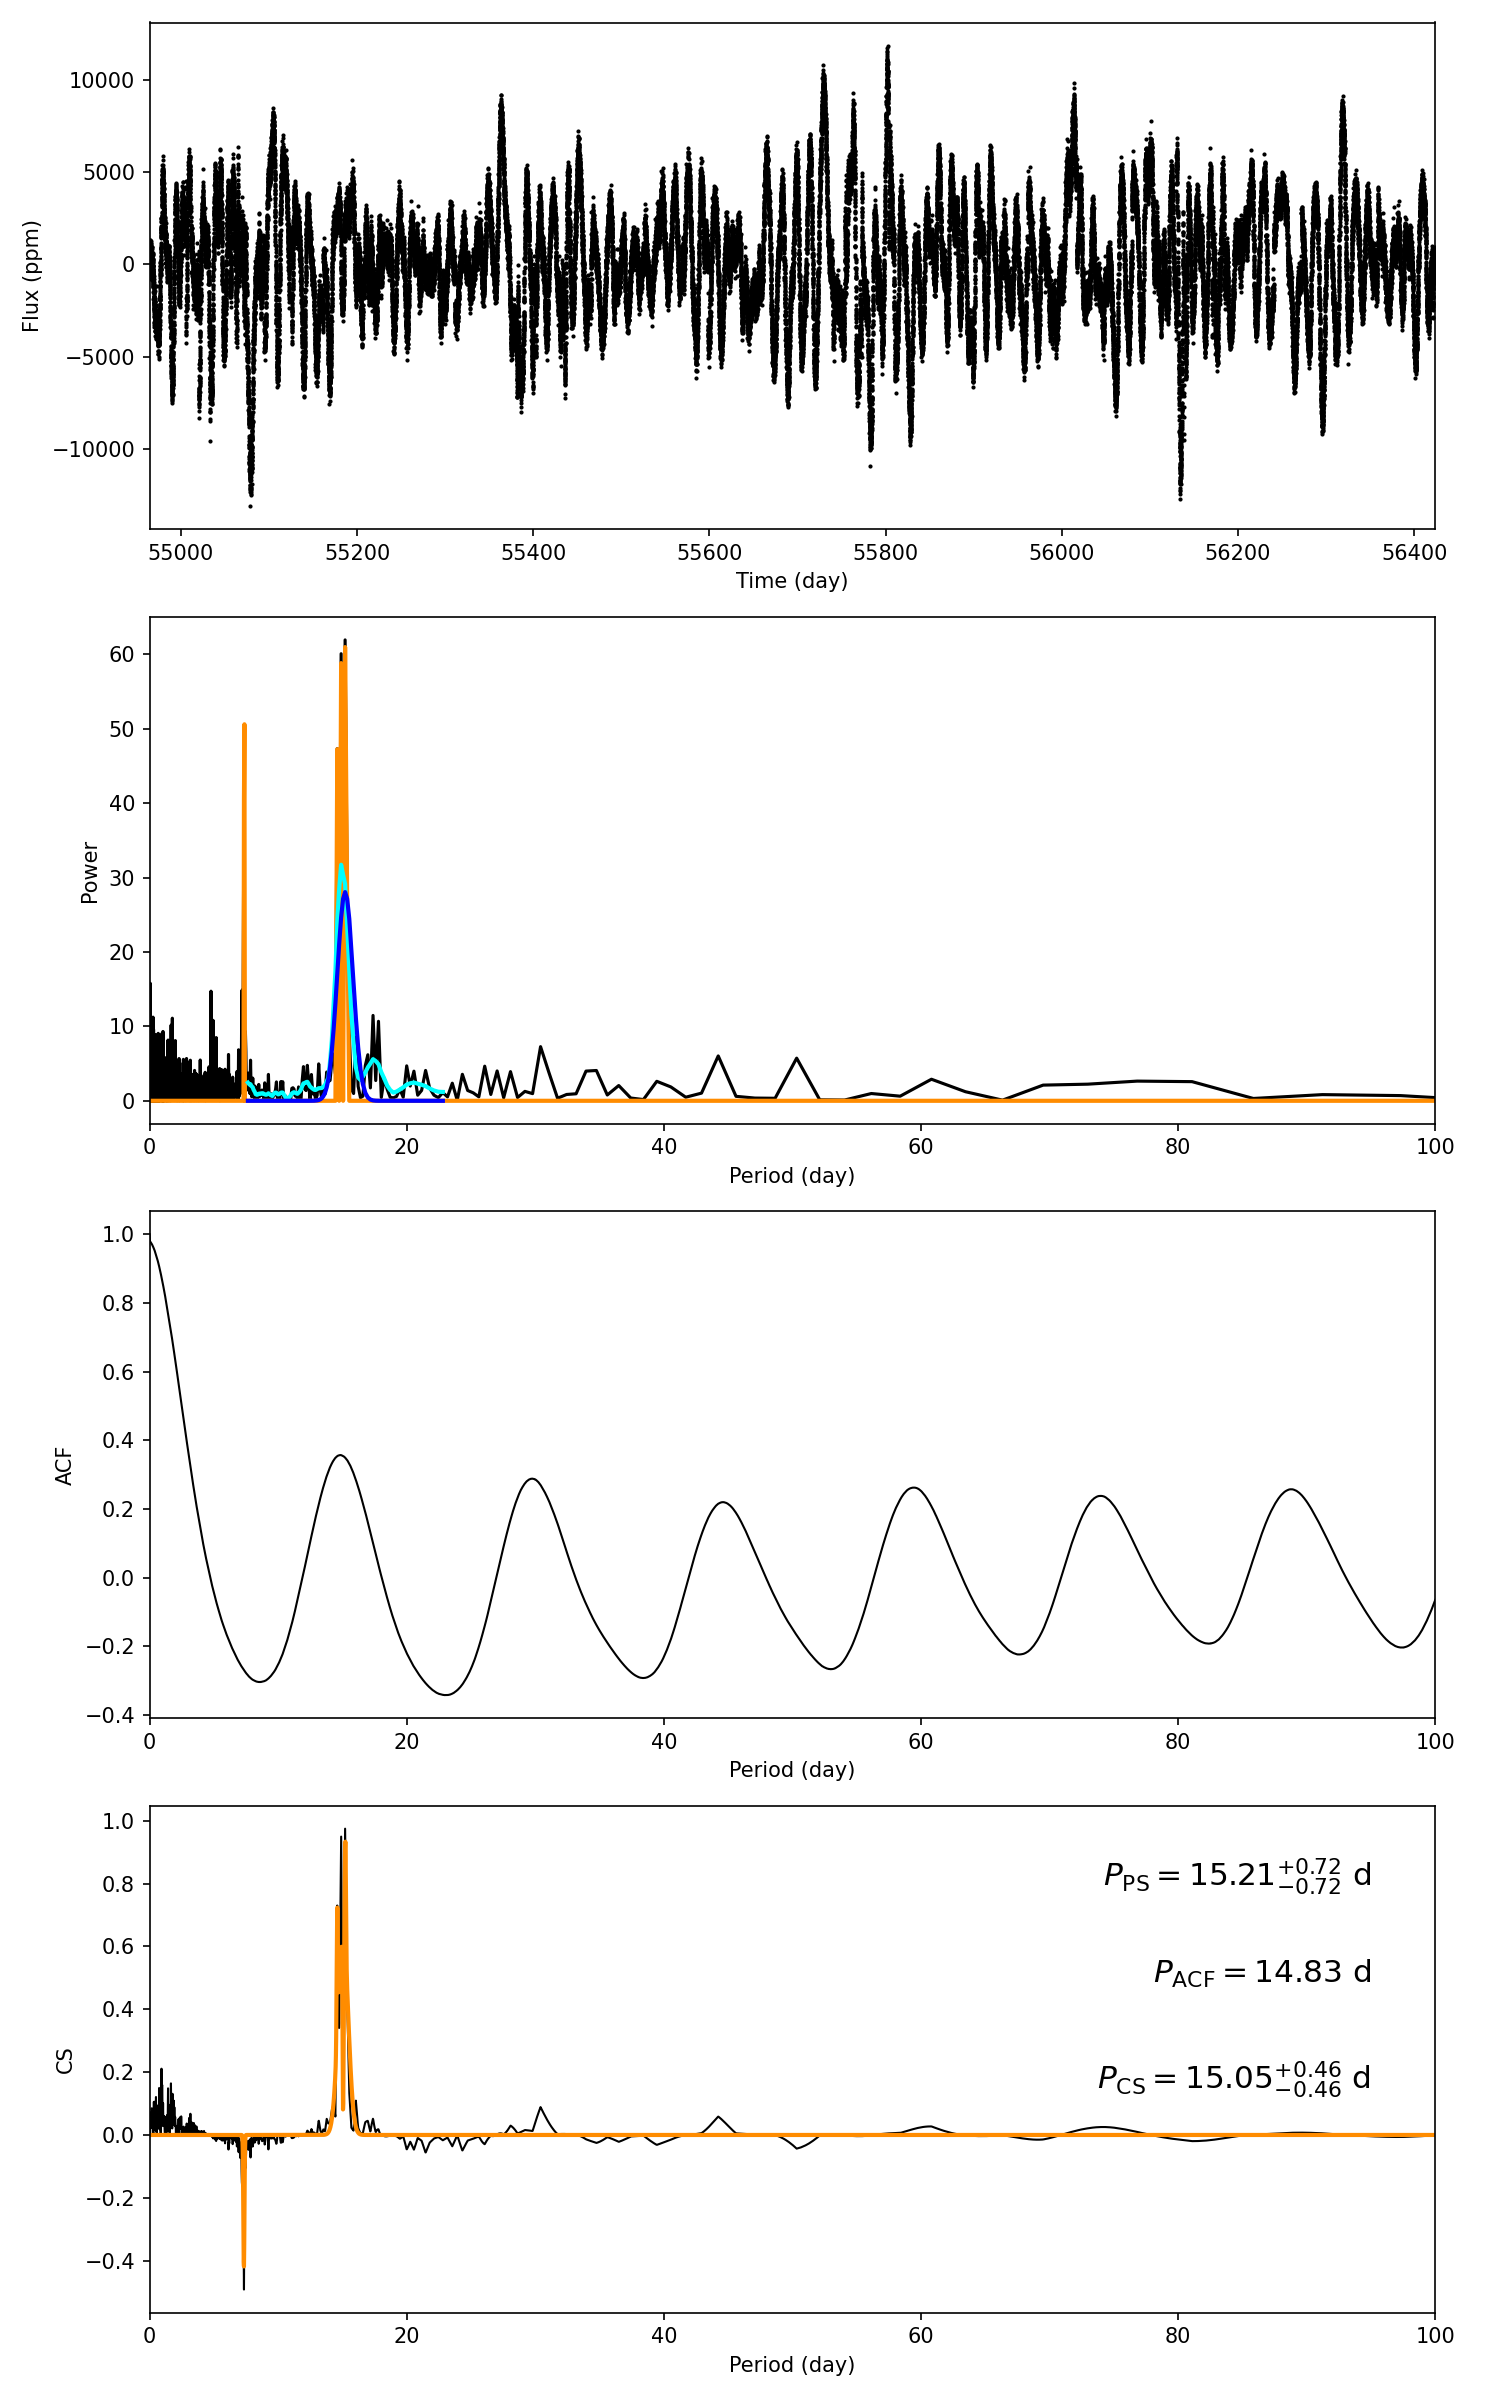 10000
5000
0
−5000
−10000
Flux (ppm)
55000 55200 55400 55600 55800 56000 56200 56400
Time (day)
60
50
40
30
20
10
0
Power
0 20 40 60 80 100
Period (day)
1.0
0.8
0.6
0.4
0.2
0.0
−0.2
−0.4
ACF
0 20 40 60 80 100
Period (day)
1.0
0.8
0.6
0.4
0.2
0.0
−0.2
−0.4
CS
P_PS = 15.21 +0.72 −0.72 d
P_ACF = 14.83 d
P_CS = 15.05 +0.46 −0.46 d
0 20 40 60 80 100
Period (day)